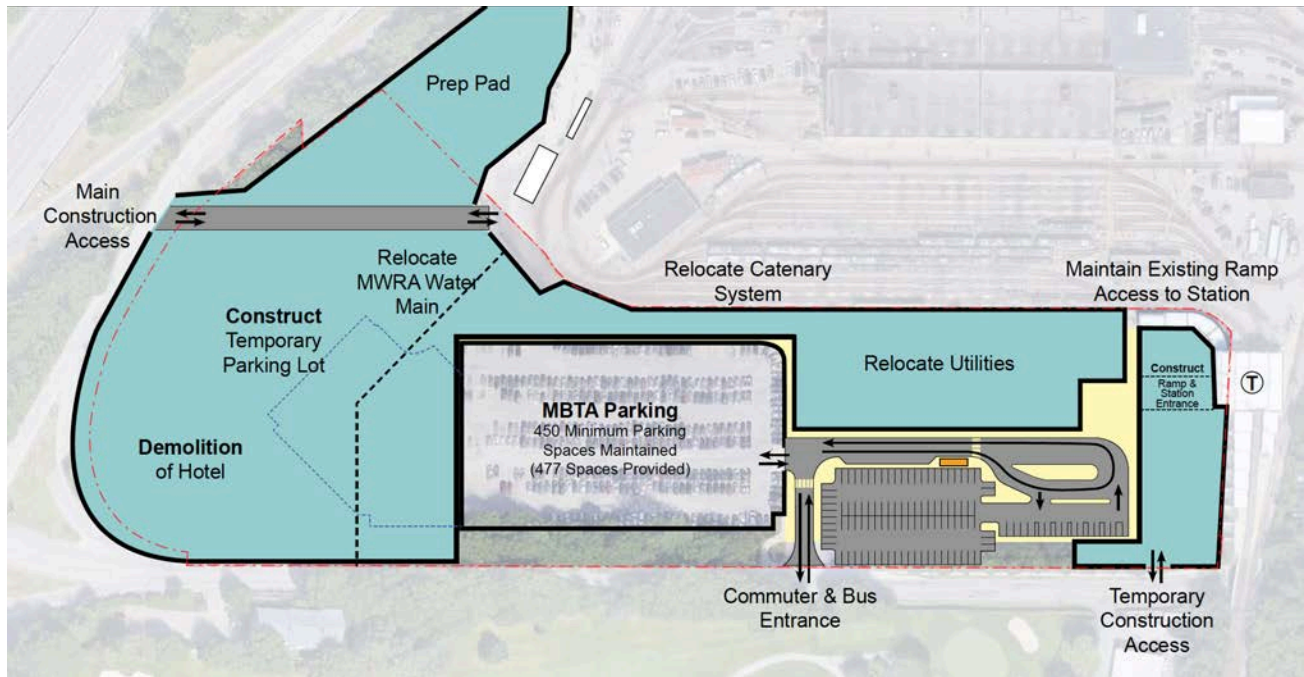 Prep Pad
Main
Construction
Access
Relocate
MWRA Water
Main
Relocate Catenary
System
Maintain Existing Ramp
Access to Station
Construct
Temporary
Parking Lot
Relocate Utilities
Construct
Ramp &
Station
Entrance
T
MBTA Parking
450 Minimum Parking
Spaces Maintained
(477 Spaces Provided)
Demolition
of Hotel
Commuter & Bus
Entrance
Temporary
Construction
Access